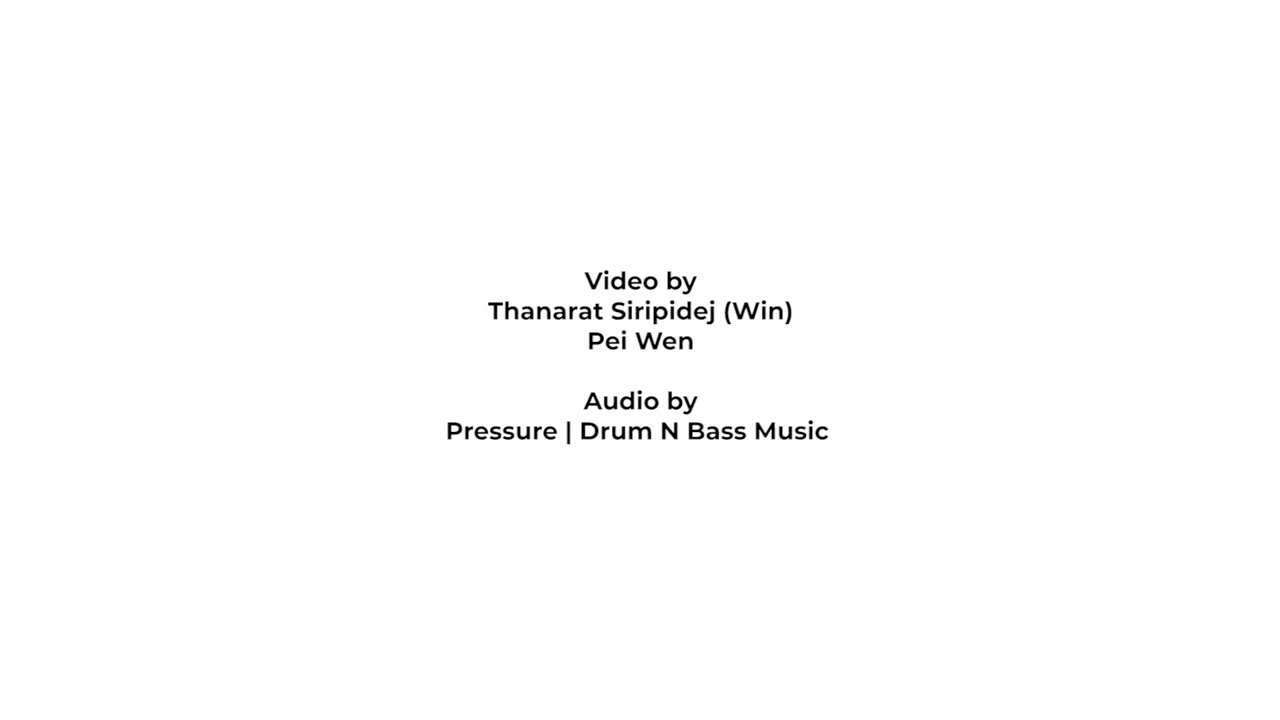 Video by
Thanarat Siripidej (Win)
Pei Wen
Audio by
Pressure | Drum N Bass Music